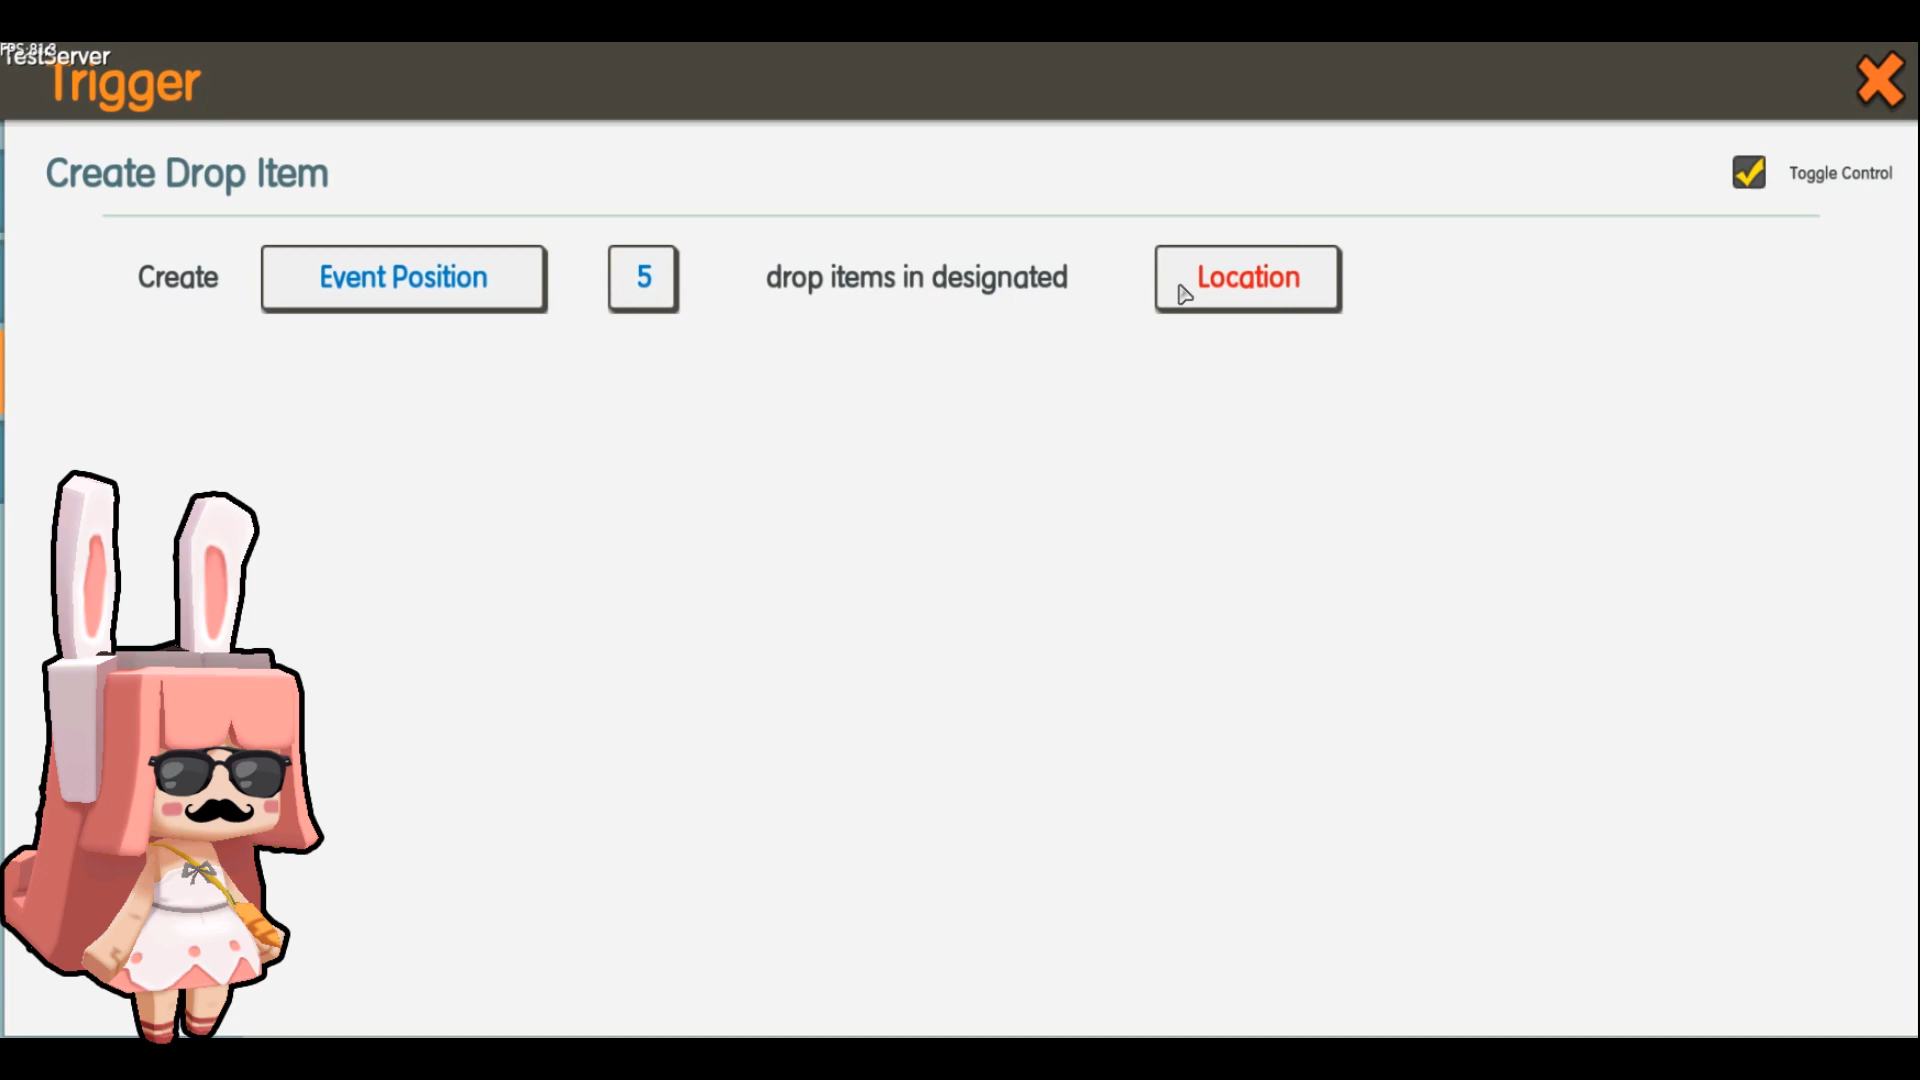 TestServer
Trigger
Create Drop Item
Toggle Control
Create Event Position 5 drop items in designated Location